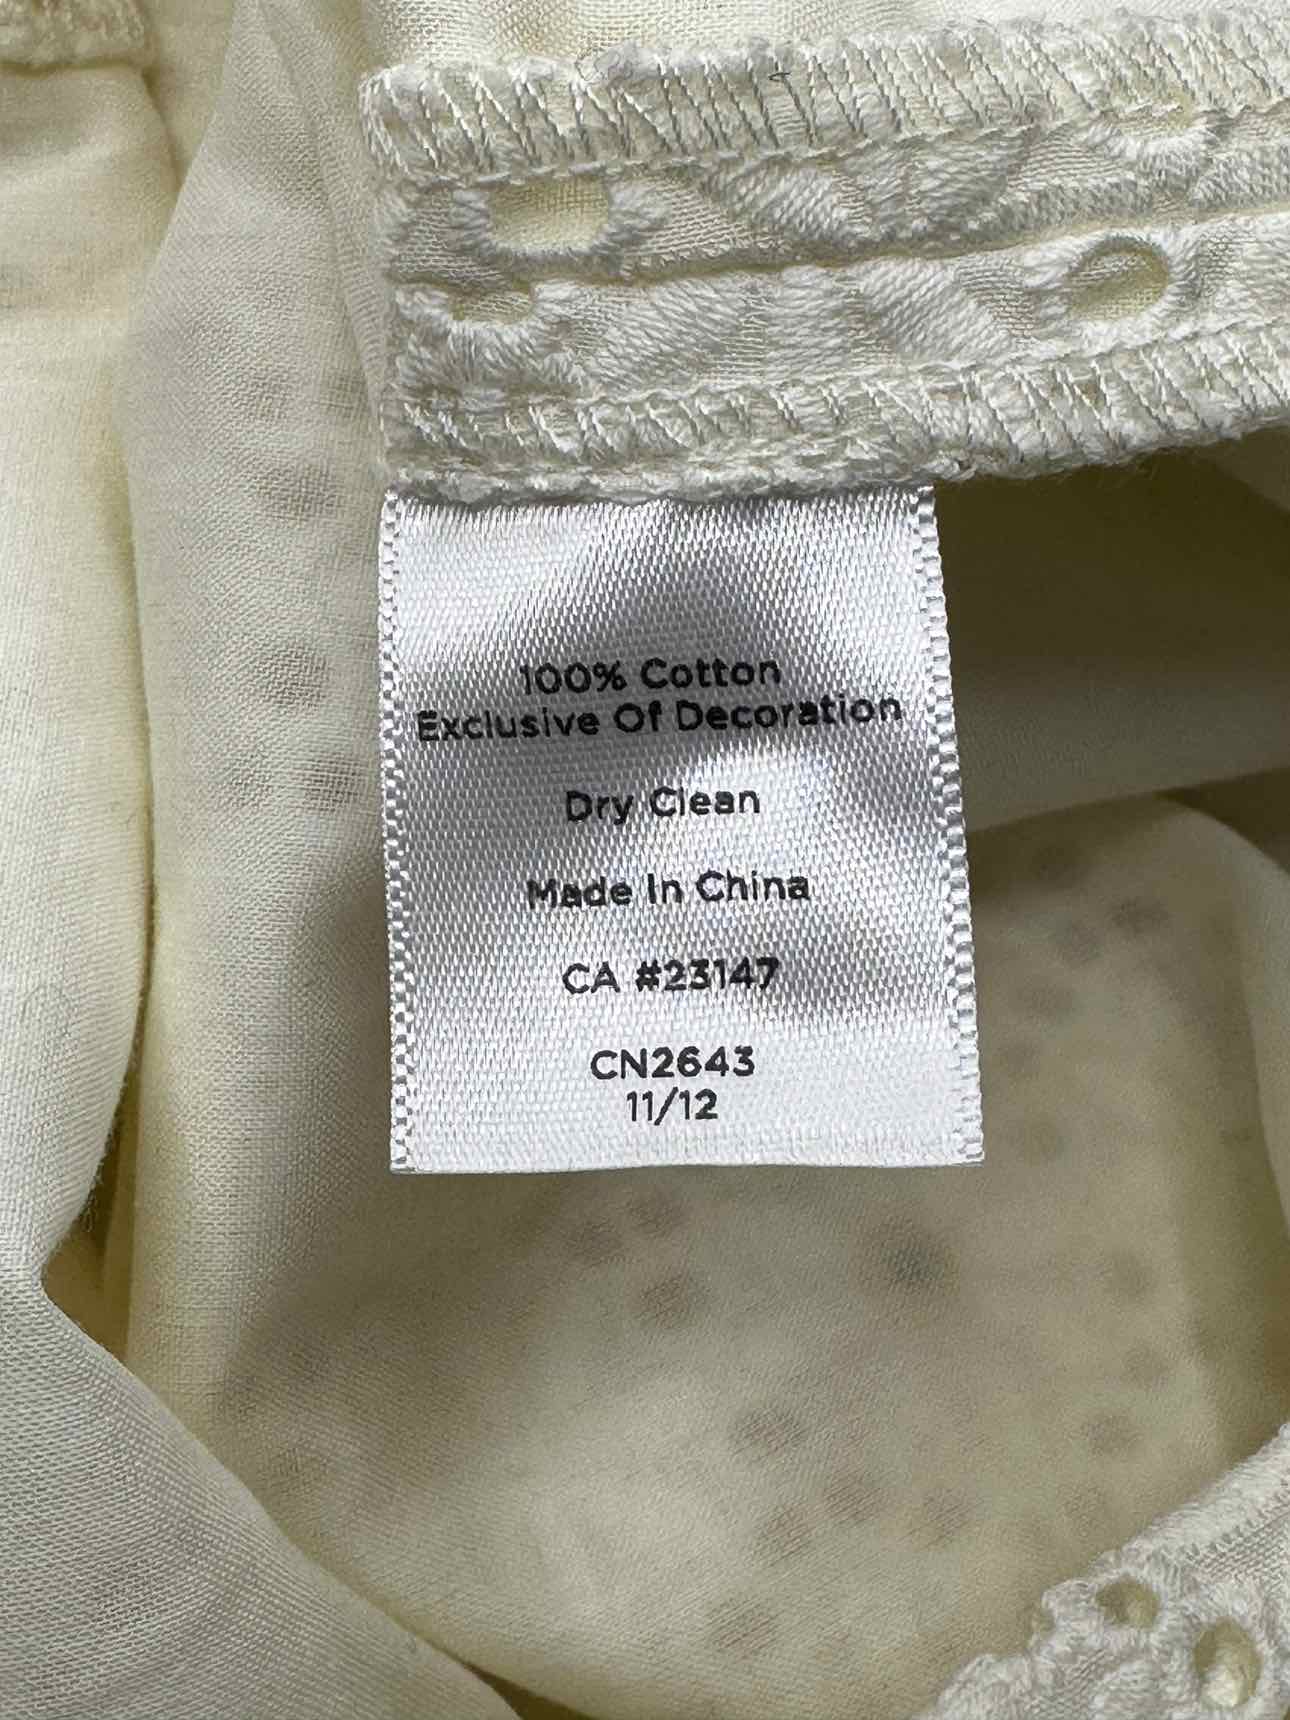 100% Cotton
Exclusive Of Decoration
Dry Clean
Made In China
CA #23147
CN2643
11/12